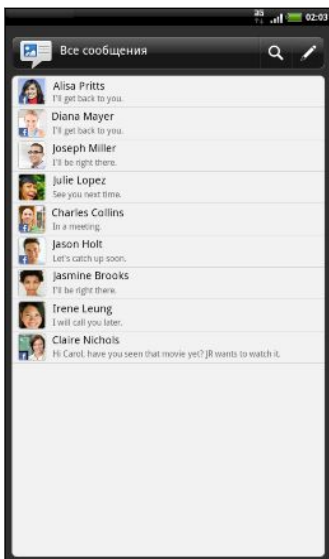 3G
02:03
Все сообщения
Alisa Pritts
I'll get back to you.
Diana Mayer
I'll get back to you.
Joseph Miller
I'll be right there.
Julie Lopez
See you next time.
Charles Collins
In a meeting.
Jason Holt
Let's catch up soon.
Jasmine Brooks
I'll be right there.
Irene Leung
I will call you later.
Claire Nichols
Hi Carol, have you seen that movie yet? JR wants to watch it.